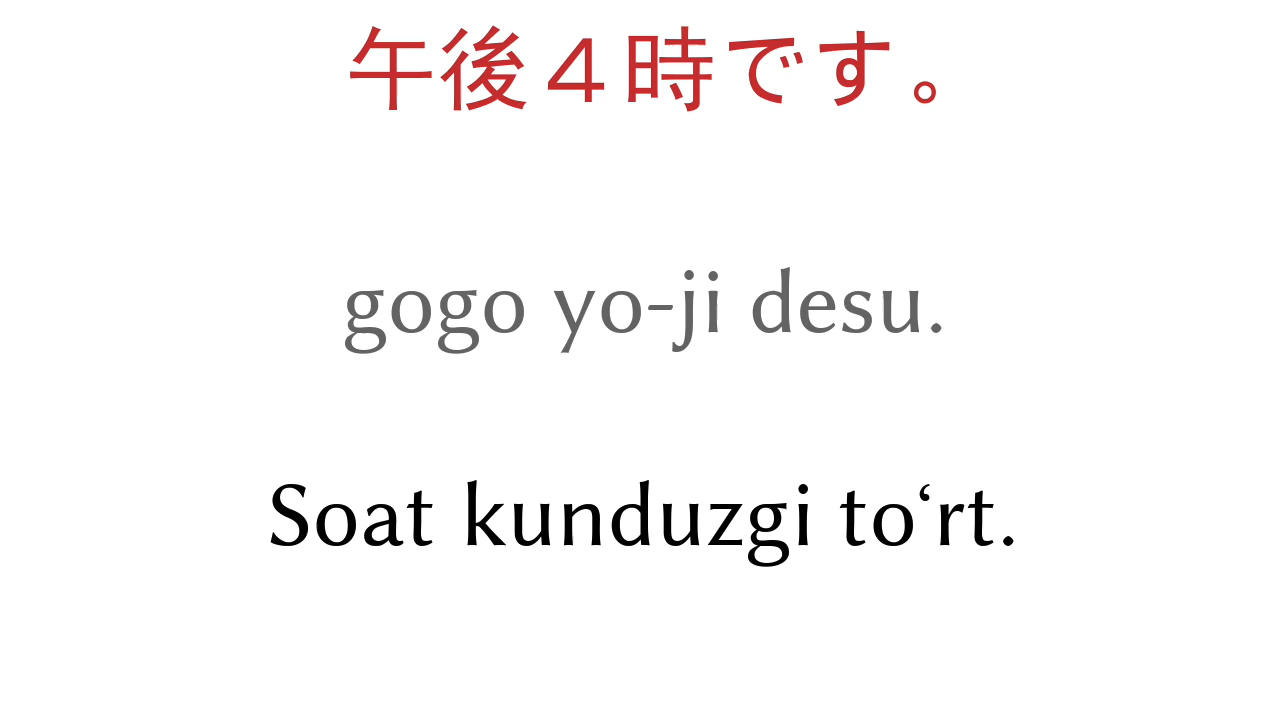 午後４時です。
gogo yo-ji desu.
Soat kunduzgi to‘rt.